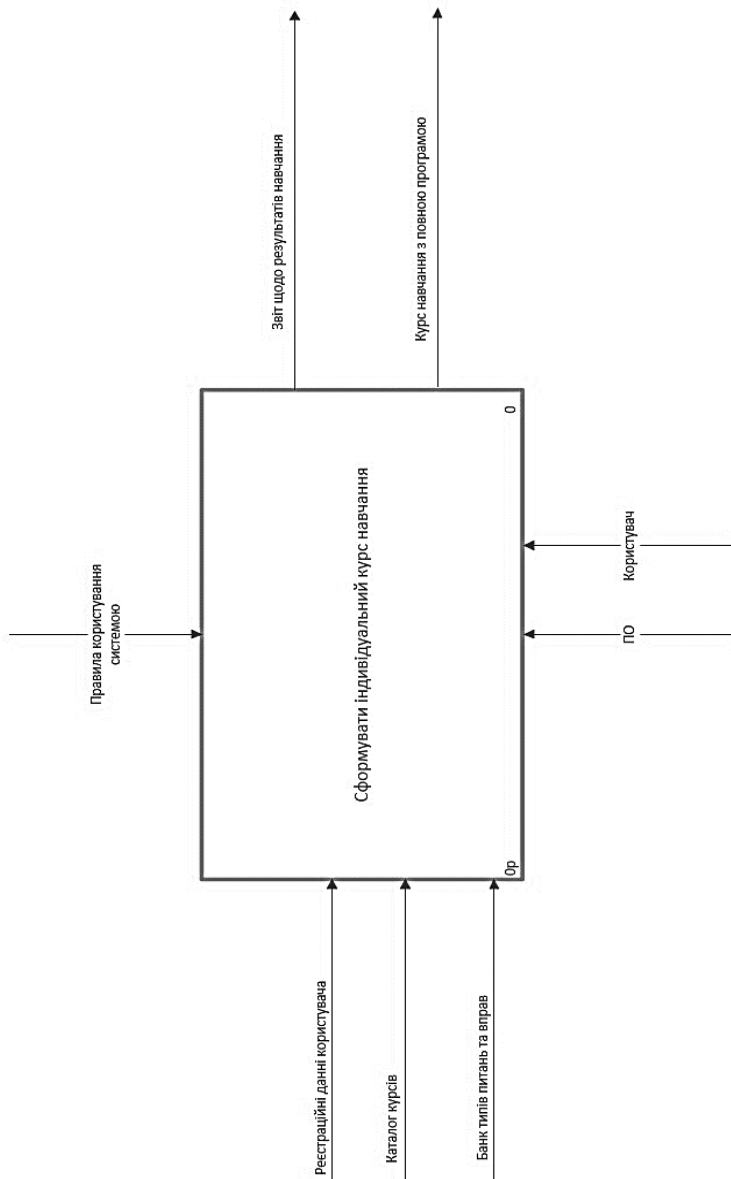 Правила користування
системою
Реєстраційні данні користувача
Каталог курсів
Банк типів питань та вправ
Сформувати індивідуальний курс навчання
0р
0
Звіт щодо результатів навчання
Курс навчання з повною програмою
ПО
Користувач